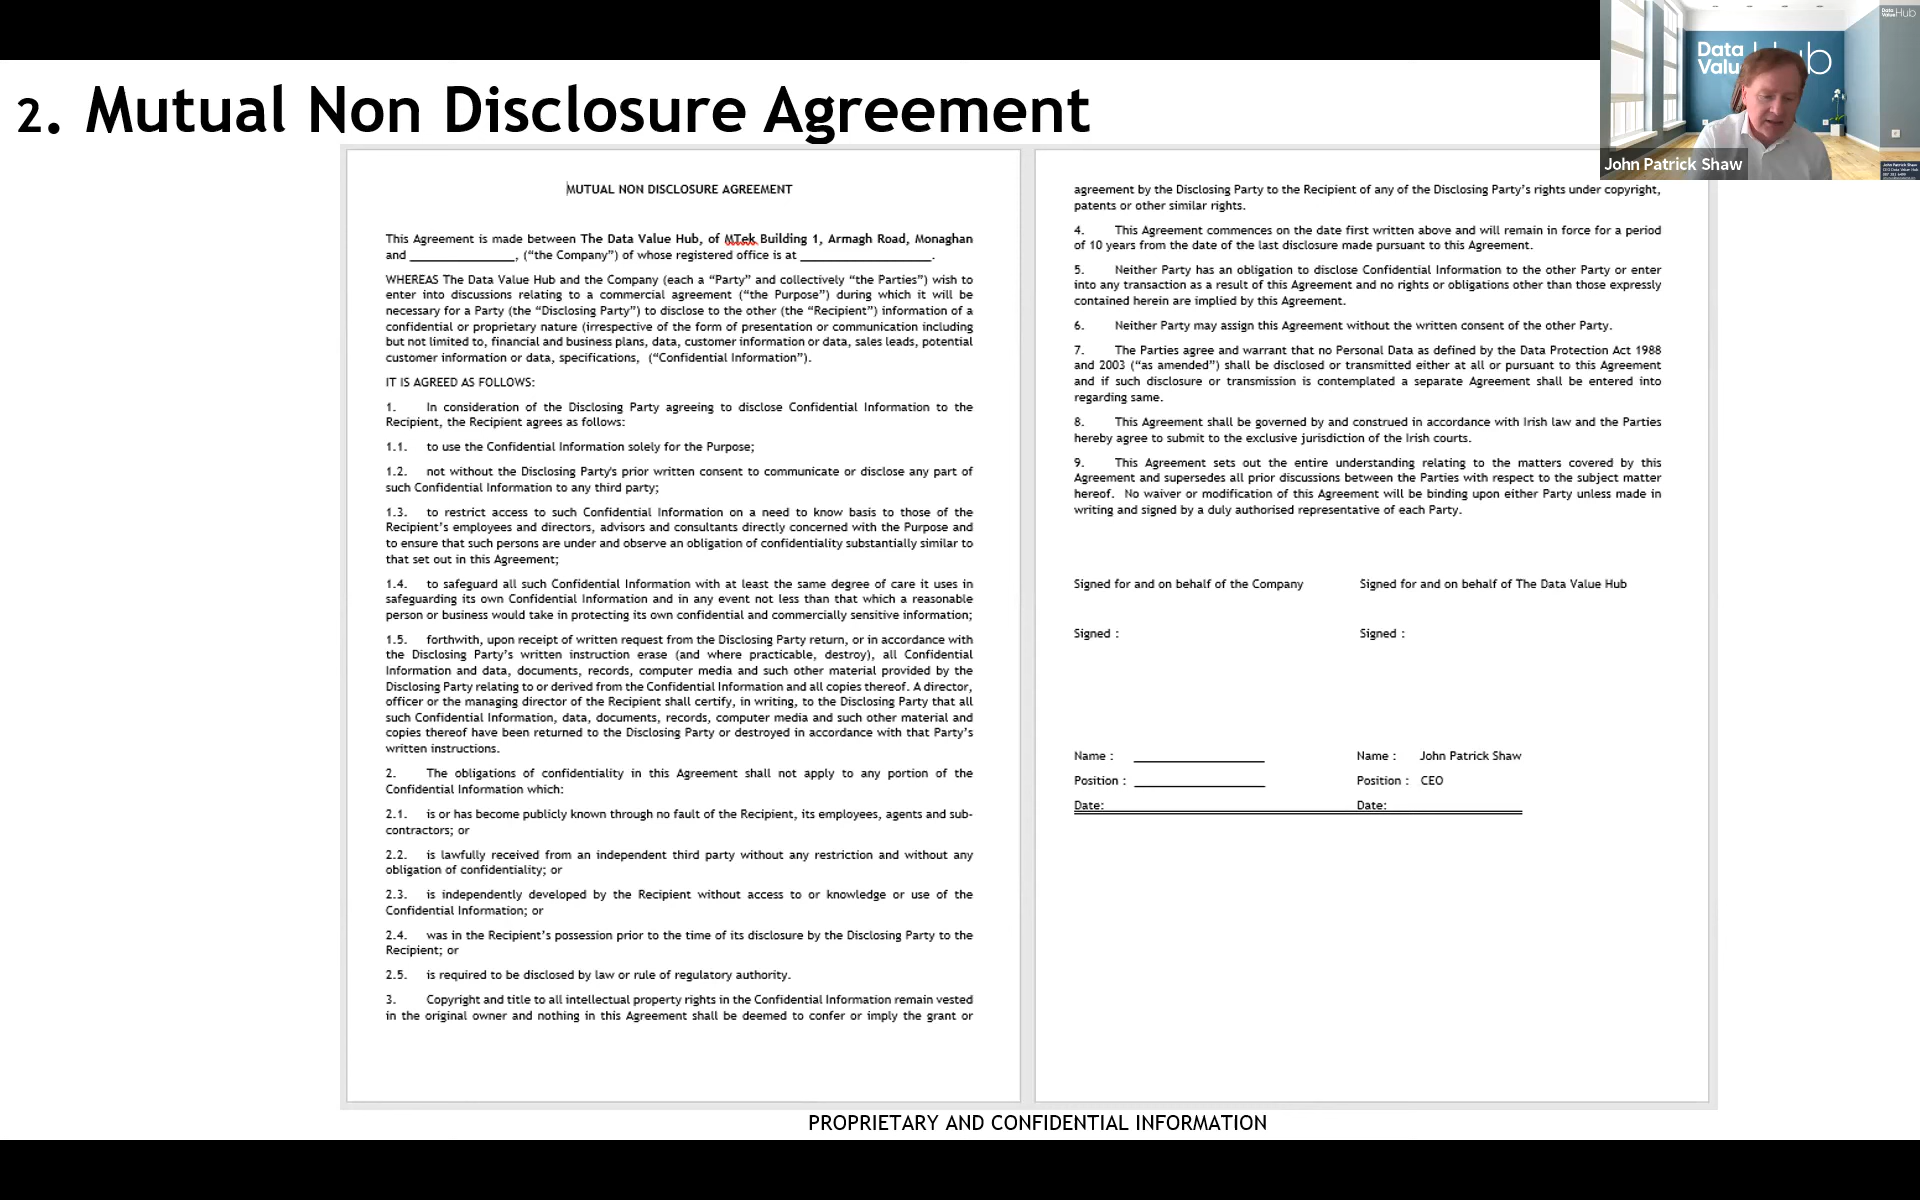 2. Mutual Non Disclosure Agreement
Data
Value Hub
Data
Valu
John Patrick Shaw
MUTUAL NON DISCLOSURE AGREEMENT
This Agreement is made between The Data Value Hub, of MTek Building 1, Armagh Road, Monaghan
and ________________, (“the Company”) of whose registered office is at ____________________.
WHEREAS The Data Value Hub and the Company (each a “Party” and collectively “the Parties”) wish to
enter into discussions relating to a commercial agreement (“the Purpose”) during which it will be
necessary for a Party (the “Disclosing Party”) to disclose to the other (the “Recipient”) information of a
confidential or proprietary nature (irrespective of the form of presentation or communication including
but not limited to, financial and business plans, data, customer information or data, sales leads, potential
customer information or data, specifications, (“Confidential Information”).
IT IS AGREED AS FOLLOWS:
1. In consideration of the Disclosing Party agreeing to disclose Confidential Information to the
Recipient, the Recipient agrees as follows:
1.1. to use the Confidential Information solely for the Purpose;
1.2. not without the Disclosing Party's prior written consent to communicate or disclose any part of
such Confidential Information to any third party;
1.3. to restrict access to such Confidential Information on a need to know basis to those of the
Recipient’s employees and directors, advisors and consultants directly concerned with the Purpose and
to ensure that such persons are under and observe an obligation of confidentiality substantially similar to
that set out in this Agreement;
1.4. to safeguard all such Confidential Information with at least the same degree of care it uses in
safeguarding its own Confidential Information and in any event not less than that which a reasonable
person or business would take in protecting its own confidential and commercially sensitive information;
1.5. forthwith, upon receipt of written request from the Disclosing Party return, or in accordance with
the Disclosing Party’s written instruction erase (and where practicable, destroy), all Confidential
Information and data, documents, records, computer media and such other material provided by the
Disclosing Party relating to or derived from the Confidential Information and all copies thereof. A director,
officer or the managing director of the Recipient shall certify, in writing, to the Disclosing Party that all
such Confidential Information, data, documents, records, computer media and such other material and
copies thereof have been returned to the Disclosing Party or destroyed in accordance with that Party’s
written instructions.
2. The obligations of confidentiality in this Agreement shall not apply to any portion of the
Confidential Information which:
2.1. is or has become publicly known through no fault of the Recipient, its employees, agents and sub-
contractors; or
2.2. is lawfully received from an independent third party without any restriction and without any
obligation of confidentiality; or
2.3. is independently developed by the Recipient without access to or knowledge or use of the
Confidential Information; or
2.4. was in the Recipient’s possession prior to the time of its disclosure by the Disclosing Party to the
Recipient; or
2.5. is required to be disclosed by law or rule of regulatory authority.
3. Copyright and title to all intellectual property rights in the Confidential Information remain vested
in the original owner and nothing in this Agreement shall be deemed to confer or imply the grant or
agreement by the Disclosing Party to the Recipient of any of the Disclosing Party’s rights under copyright,
patents or other similar rights.
4. This Agreement commences on the date first written above and will remain in force for a period
of 10 years from the date of the last disclosure made pursuant to this Agreement.
5. Neither Party has an obligation to disclose Confidential Information to the other Party or enter
into any transaction as a result of this Agreement and no rights or obligations other than those expressly
contained herein are implied by this Agreement.
6. Neither Party may assign this Agreement without the written consent of the other Party.
7. The Parties agree and warrant that no Personal Data as defined by the Data Protection Act 1988
and 2003 (“as amended”) shall be disclosed or transmitted either at all or pursuant to this Agreement
and if such disclosure or transmission is contemplated a separate Agreement shall be entered into
regarding same.
8. This Agreement shall be governed by and construed in accordance with Irish law and the Parties
hereby agree to submit to the exclusive jurisdiction of the Irish courts.
9. This Agreement sets out the entire understanding relating to the matters covered by this
Agreement and supersedes all prior discussions between the Parties with respect to the subject matter
hereof. No waiver or modification of this Agreement will be binding upon either Party unless made in
writing and signed by a duly authorised representative of each Party.
Signed for and on behalf of the Company Signed for and on behalf of The Data Value Hub
Signed : Signed :
Name : ____________________ Name : John Patrick Shaw
Position : ____________________ Position : CEO
Date: Date:
PROPRIETARY AND CONFIDENTIAL INFORMATION